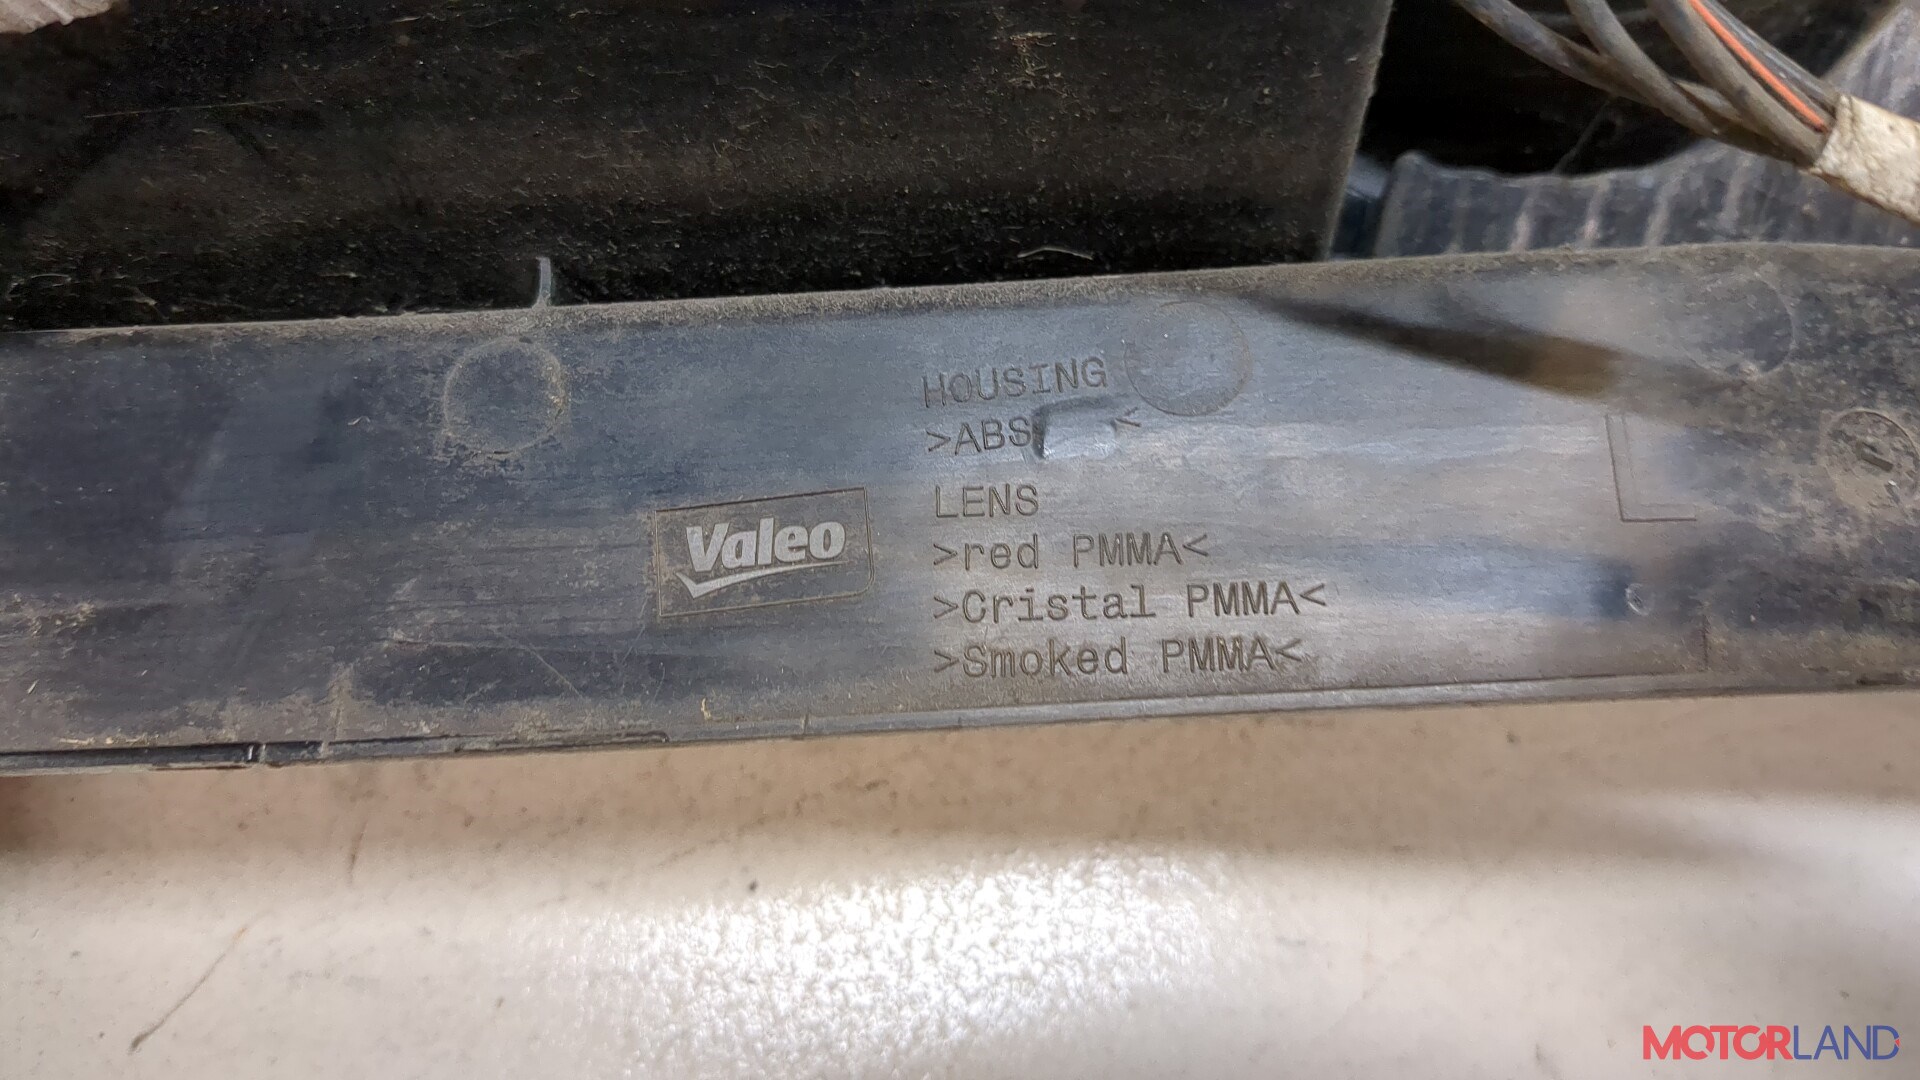 HOUSING
>ABS <
LENS
>red PMMA<
>Cristal PMMA<
>Smoked PMMA<
Valeo
MOTORLAND